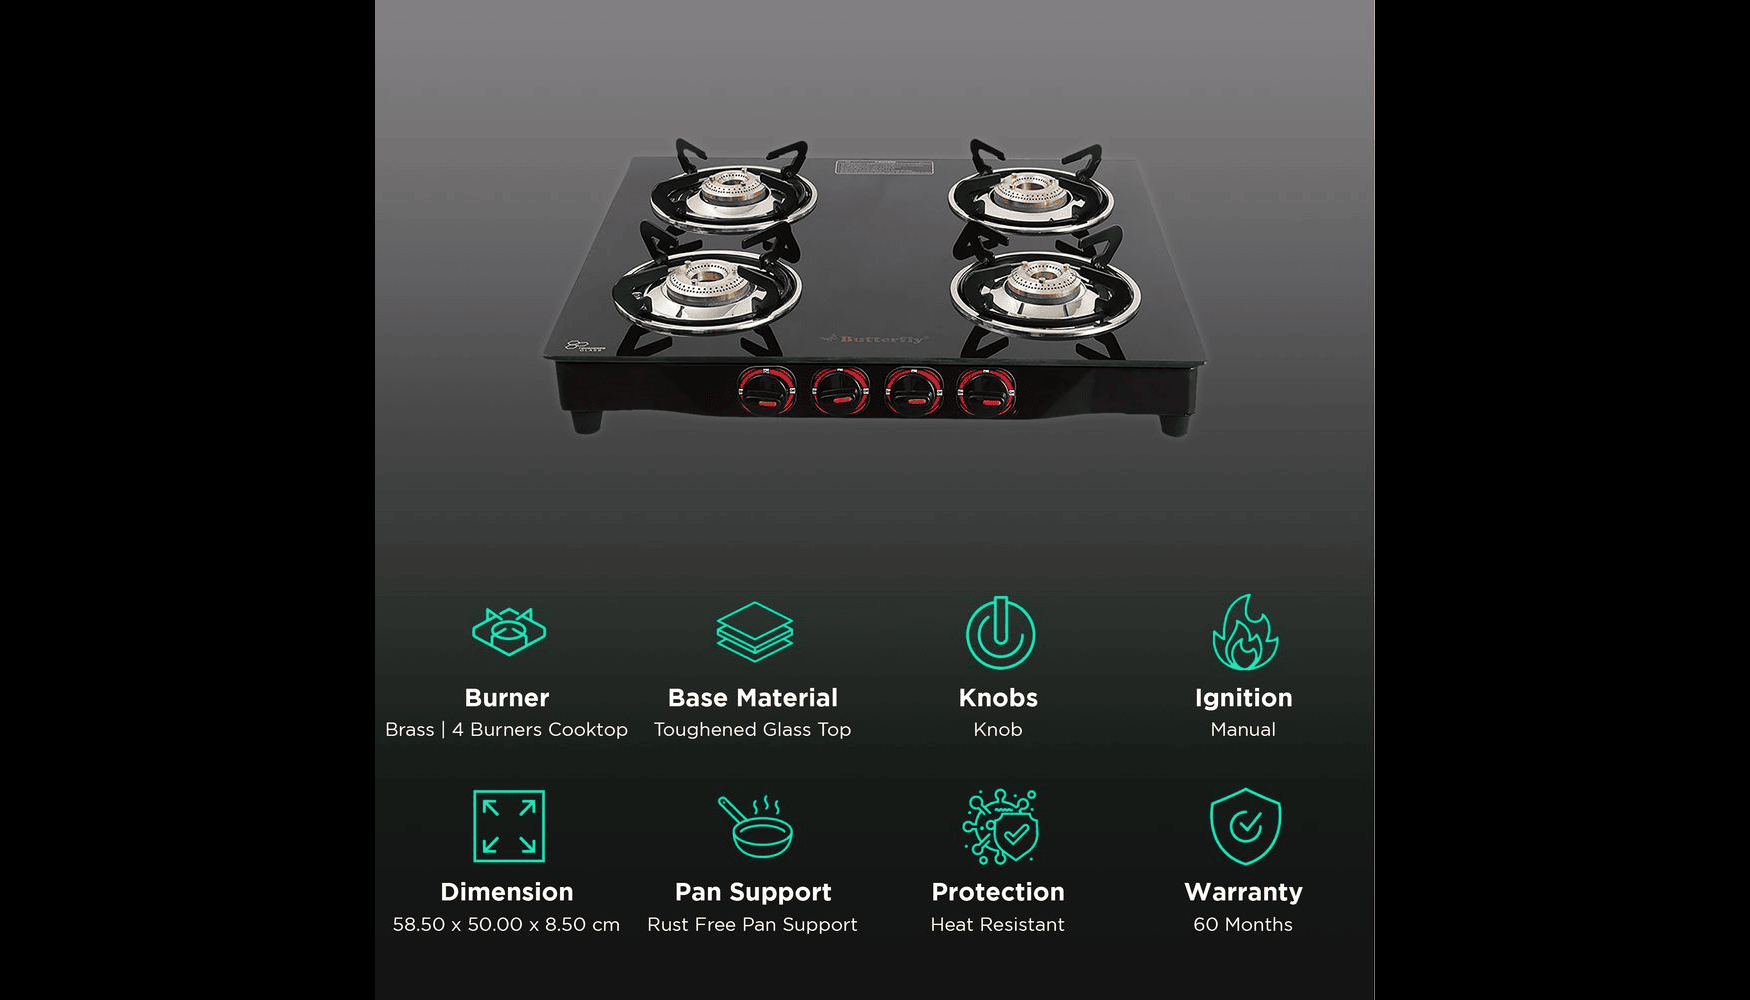 Butterfly
Burner
Brass | 4 Burners Cooktop
Base Material
Toughened Glass Top
Knobs
Knob
Ignition
Manual
Dimension
58.50 x 50.00 x 8.50 cm
Pan Support
Rust Free Pan Support
Protection
Heat Resistant
Warranty
60 Months